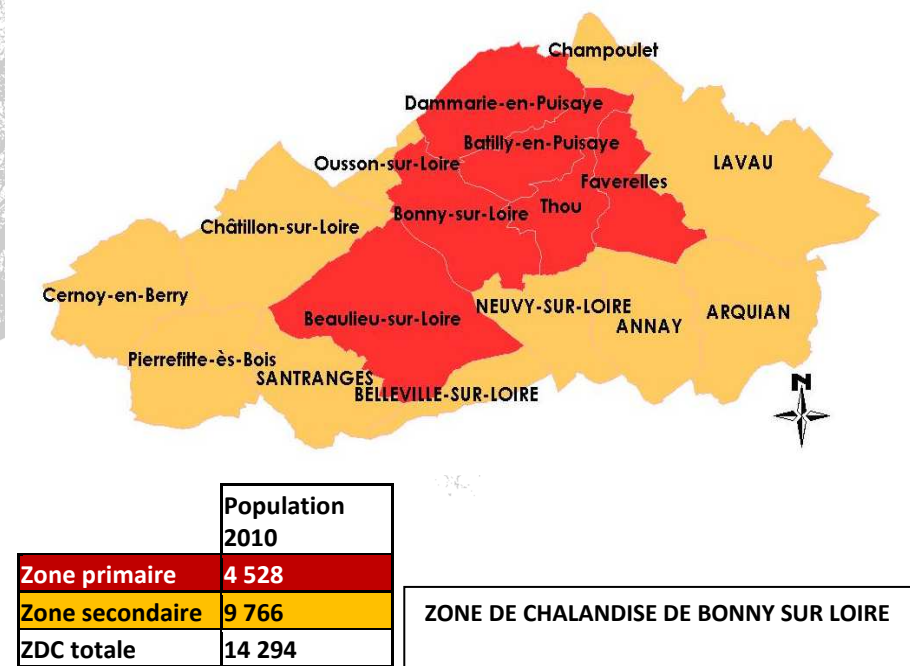 Champoulet
Dammarie-en-Puisaye
Batilly-en-Puisaye
Ousson-sur-Loire
LAVAU
Faverelles
Bonny-sur-Loire
Thou
Châtillon-sur-Loire
Cernoy-en-Berry
NEUVY-SUR-LOIRE
Beaulieu-sur-Loire
ANNAY
ARQUIAN
Pierrefitte-ès-Bois
SANTRANGES
BELLEVILLE-SUR-LOIRE
N
Population
2010
Zone primaire 4 528
Zone secondaire 9 766
ZDC totale 14 294
ZONE DE CHALANDISE DE BONNY SUR LOIRE